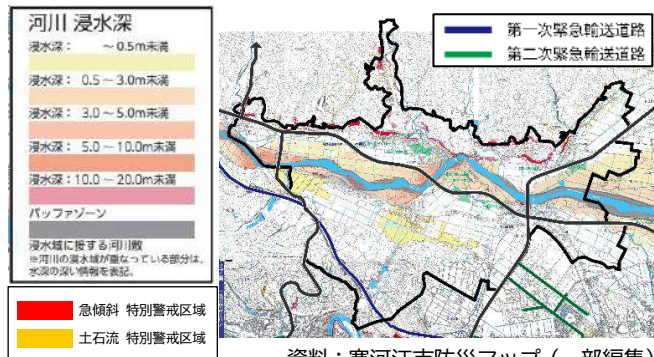 河川 浸水深
浸水深： ～0.5m未満
浸水深： 0.5～3.0m未満
浸水深： 3.0～5.0m未満
浸水深： 5.0～10.0m未満
浸水深：10.0～20.0m未満
バッファゾーン
浸水域に接する河川敷
※河川の浸水域が重なっている部分は、
水深の深い情報を表記。
急傾斜 特別警戒区域
土石流 特別警戒区域
第一次緊急輸送道路
第二次緊急輸送道路
資料：寒河江市防災マップ（一部編集）